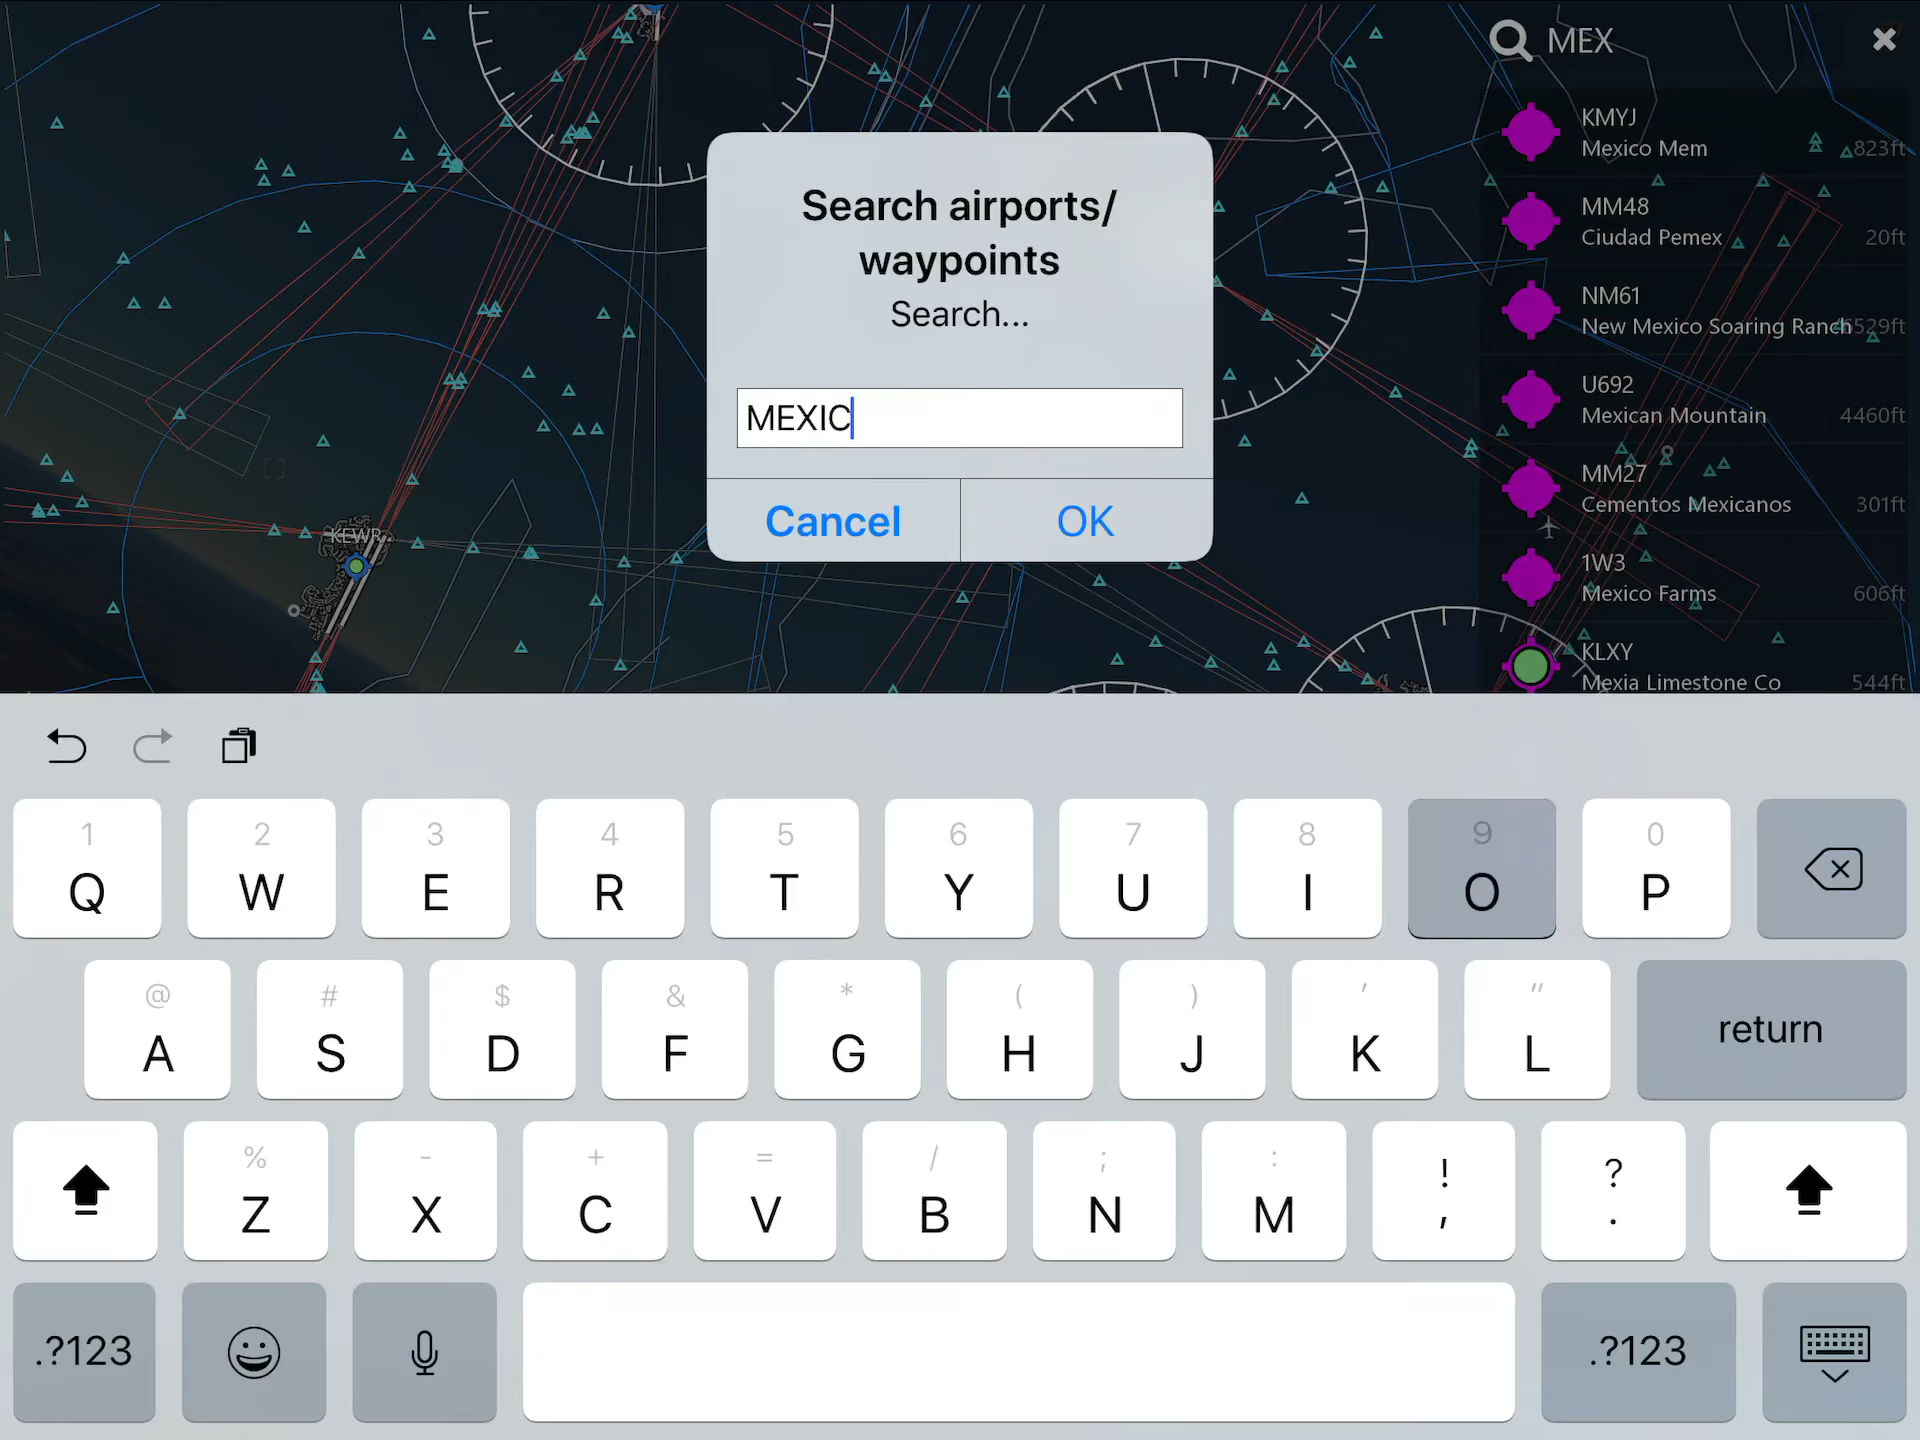 MEX
KMYJ
Mexico Mem 823ft
MM48
Ciudad Pemex 20ft
NM61
New Mexico Soaring Ranch 6529ft
U692
Mexican Mountain 4460ft
MM27
Cementos Mexicanos 301ft
1W3
Mexico Farms 606ft
KLXY
Mexia Limestone Co 544ft
Search airports/
waypoints
Search...
MEXIC
Cancel OK
KEWR
1 2 3 4 5 6 7 8 9 0
Q W E R T Y U I O P
@ # $ & * ( ) ' "
A S D F G H J K L return
% - + = / ; : ! ?
Z X C V B N M , .
.?123 .?123